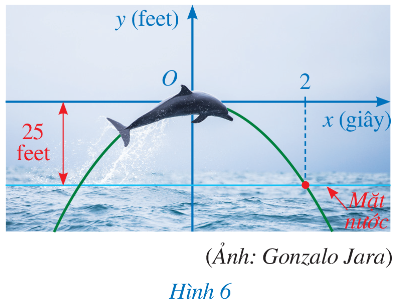 y (feet)
O
2
x (giây)
25
feet
Mặt
nước
(Ảnh: Gonzalo Jara)
Hình 6